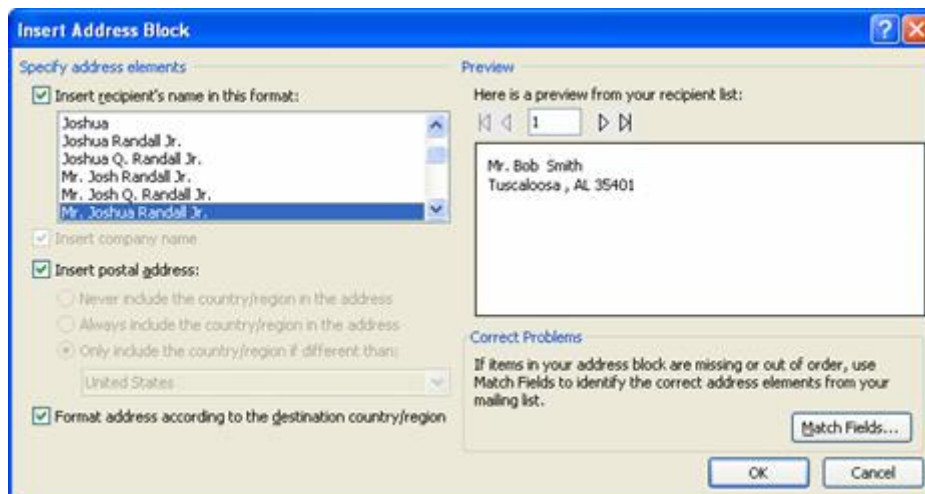 Insert Address Block
Specify address elements
Insert recipient's name in this format:
Joshua
Joshua Randall Jr.
Joshua Q. Randall Jr.
Mr. Josh Randall Jr.
Mr. Josh Q. Randall Jr.
Mr. Joshua Randall Jr.
Insert company name
Insert postal address:
Never include the country/region in the address
Always include the country/region in the address
Only include the country/region if different than:
United States
Format address according to the destination country/region
Preview
Here is a preview from your recipient list:
1
Mr. Bob Smith
Tuscaloosa , AL 35401
Correct Problems
If items in your address block are missing or out of order, use
Match Fields to identify the correct address elements from your
mailing list.
Match Fields...
OK
Cancel